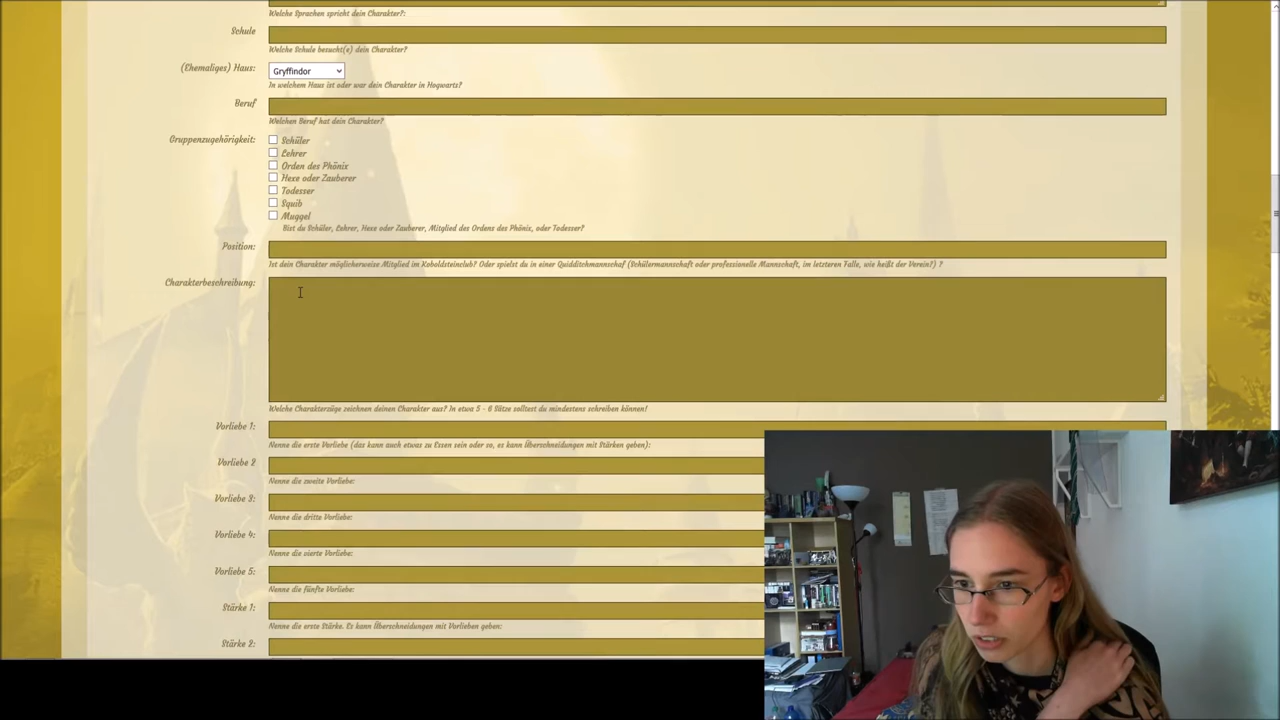 Welche Sprachen spricht dein Charakter?:
Schule
Welche Schule besucht(e) dein Charakter?
(Ehemaliges) Haus:
Gryffindor
In welchem Haus ist oder war dein Charakter in Hogwarts?
Beruf
Welchen Beruf hat dein Charakter?
Gruppenzugehörigkeit:
Schüler
Lehrer
Orden des Phönix
Hexe oder Zauberer
Todesser
Squib
Muggel
Bist du Schüler, Lehrer, Hexe oder Zauberer, Mitglied des Ordens des Phönix, oder Todesser?
Position:
Ist dein Charakter möglicherweise Mitglied im Koboldsteinclub? Oder spielst du in einer Quidditchmannschaf (Schülermannschaft oder professionelle Mannschaft, im letzteren Falle, wie heißt der Verein?) ?
Charakterbeschreibung:
Welche Charakterzüge zeichnen deinen Charakter aus? In etwa 5 - 6 Sätze solltest du mindestens schreiben können!
Vorliebe 1:
Nenne die erste Vorliebe (das kann auch etwas zu Essen sein oder so, es kann Überschneidungen mit Stärken geben):
Vorliebe 2
Nenne die zweite Vorliebe:
Vorliebe 3:
Nenne die dritte Vorliebe:
Vorliebe 4:
Nenne die vierte Vorliebe:
Vorliebe 5:
Nenne die fünfte Vorliebe:
Stärke 1:
Nenne die erste Stärke. Es kann Überschneidungen mit Vorlieben geben:
Stärke 2: